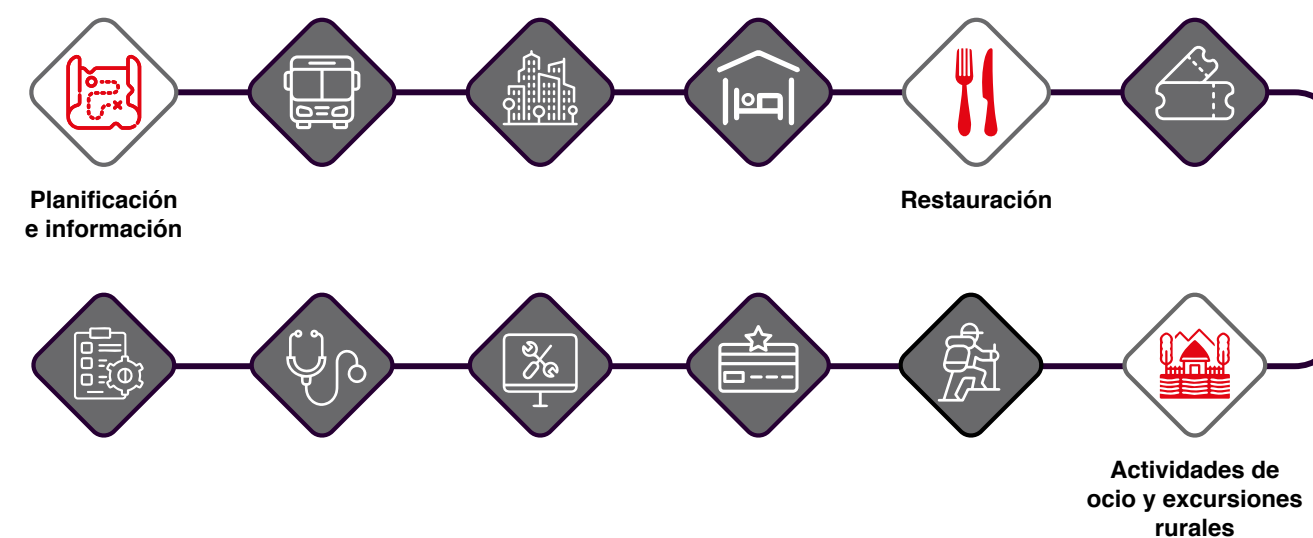 Planificación
e información
Restauración
Actividades de
ocio y excursiones
rurales